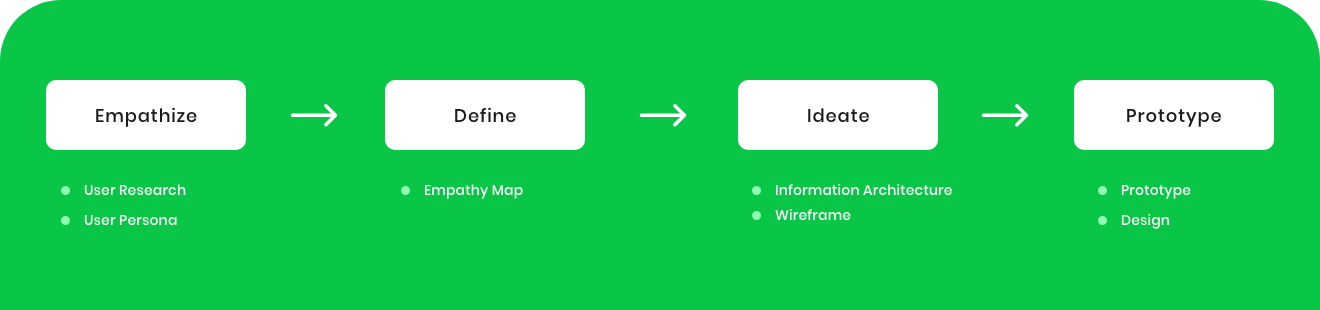 Empathize
User Research
User Persona
Define
Empathy Map
Ideate
Information Architecture
Wireframe
Prototype
Prototype
Design